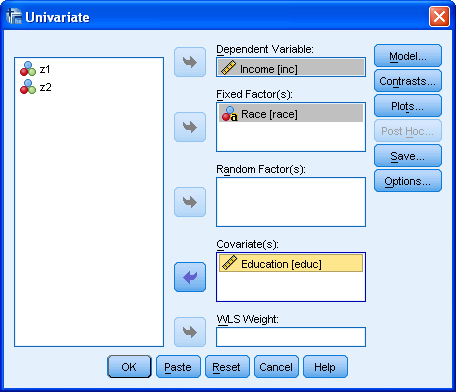 Univariate
z1
z2
Dependent Variable:
Income [inc]
Fixed Factor(s):
a Race [race]
Random Factor(s):
Covariate(s):
Education [educ]
WLS Weight:
Model...
Contrasts...
Plots...
Post Hoc...
Save...
Options...
OK
Paste
Reset
Cancel
Help